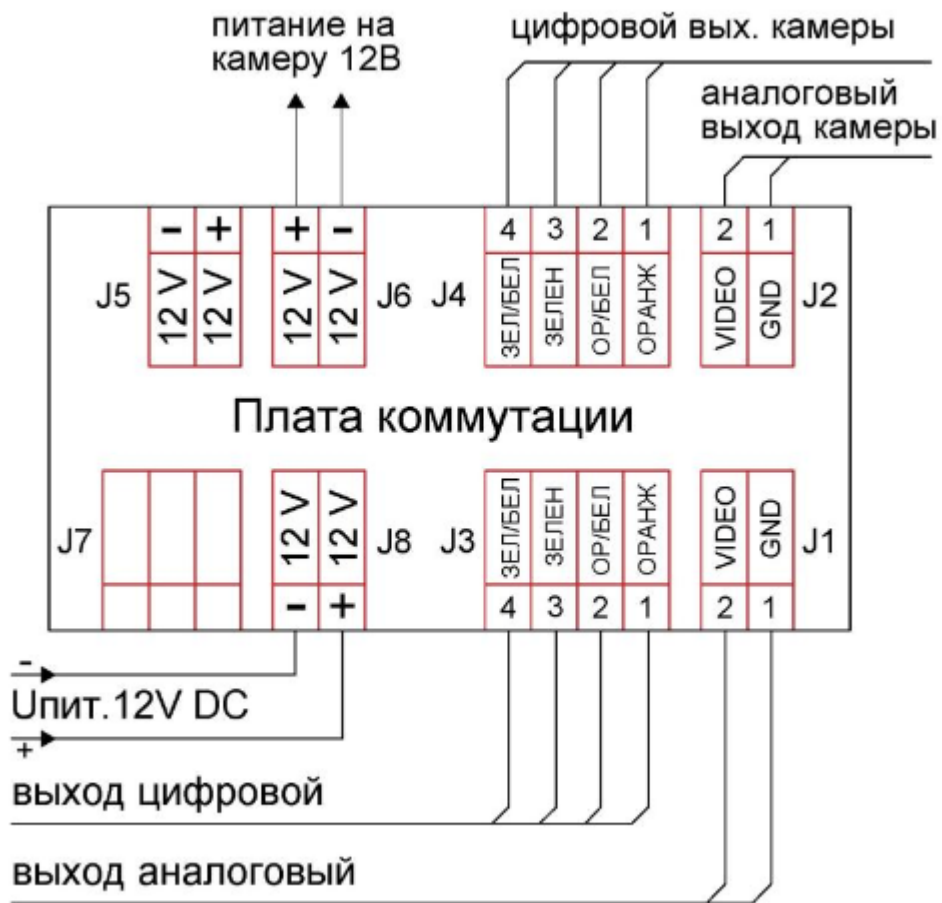 питание на
камеру 12В
цифровой вых. камеры
аналоговый
выход камеры
- + + - 4 3 2 1 2 1
J5 12 V 12 V 12 V 12 V J6 J4 ЗЕЛ/БЕЛ ЗЕЛЕН ОР/БЕЛ ОРАНЖ VIDEO GND J2
Плата коммутации
J7 12 V 12 V J8 J3 ЗЕЛ/БЕЛ ЗЕЛЕН ОР/БЕЛ ОРАНЖ VIDEO GND J1
- + 4 3 2 1 2 1
-
Uпит.12V DC
+
выход цифровой
выход аналоговый